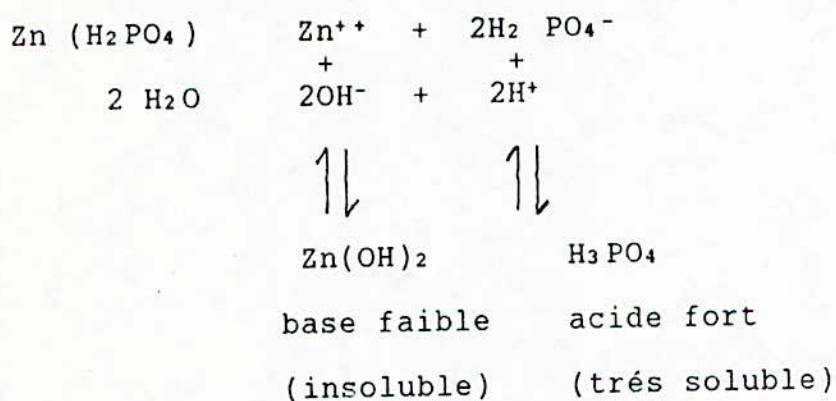 Zn (H₂PO₄) Zn⁺⁺ + 2H₂ PO₄⁻
+ +
2 H₂O 2OH⁻ + 2H⁺
⥮ ⥮
Zn(OH)₂ H₃PO₄
base faible acide fort
(insoluble) (trés soluble)